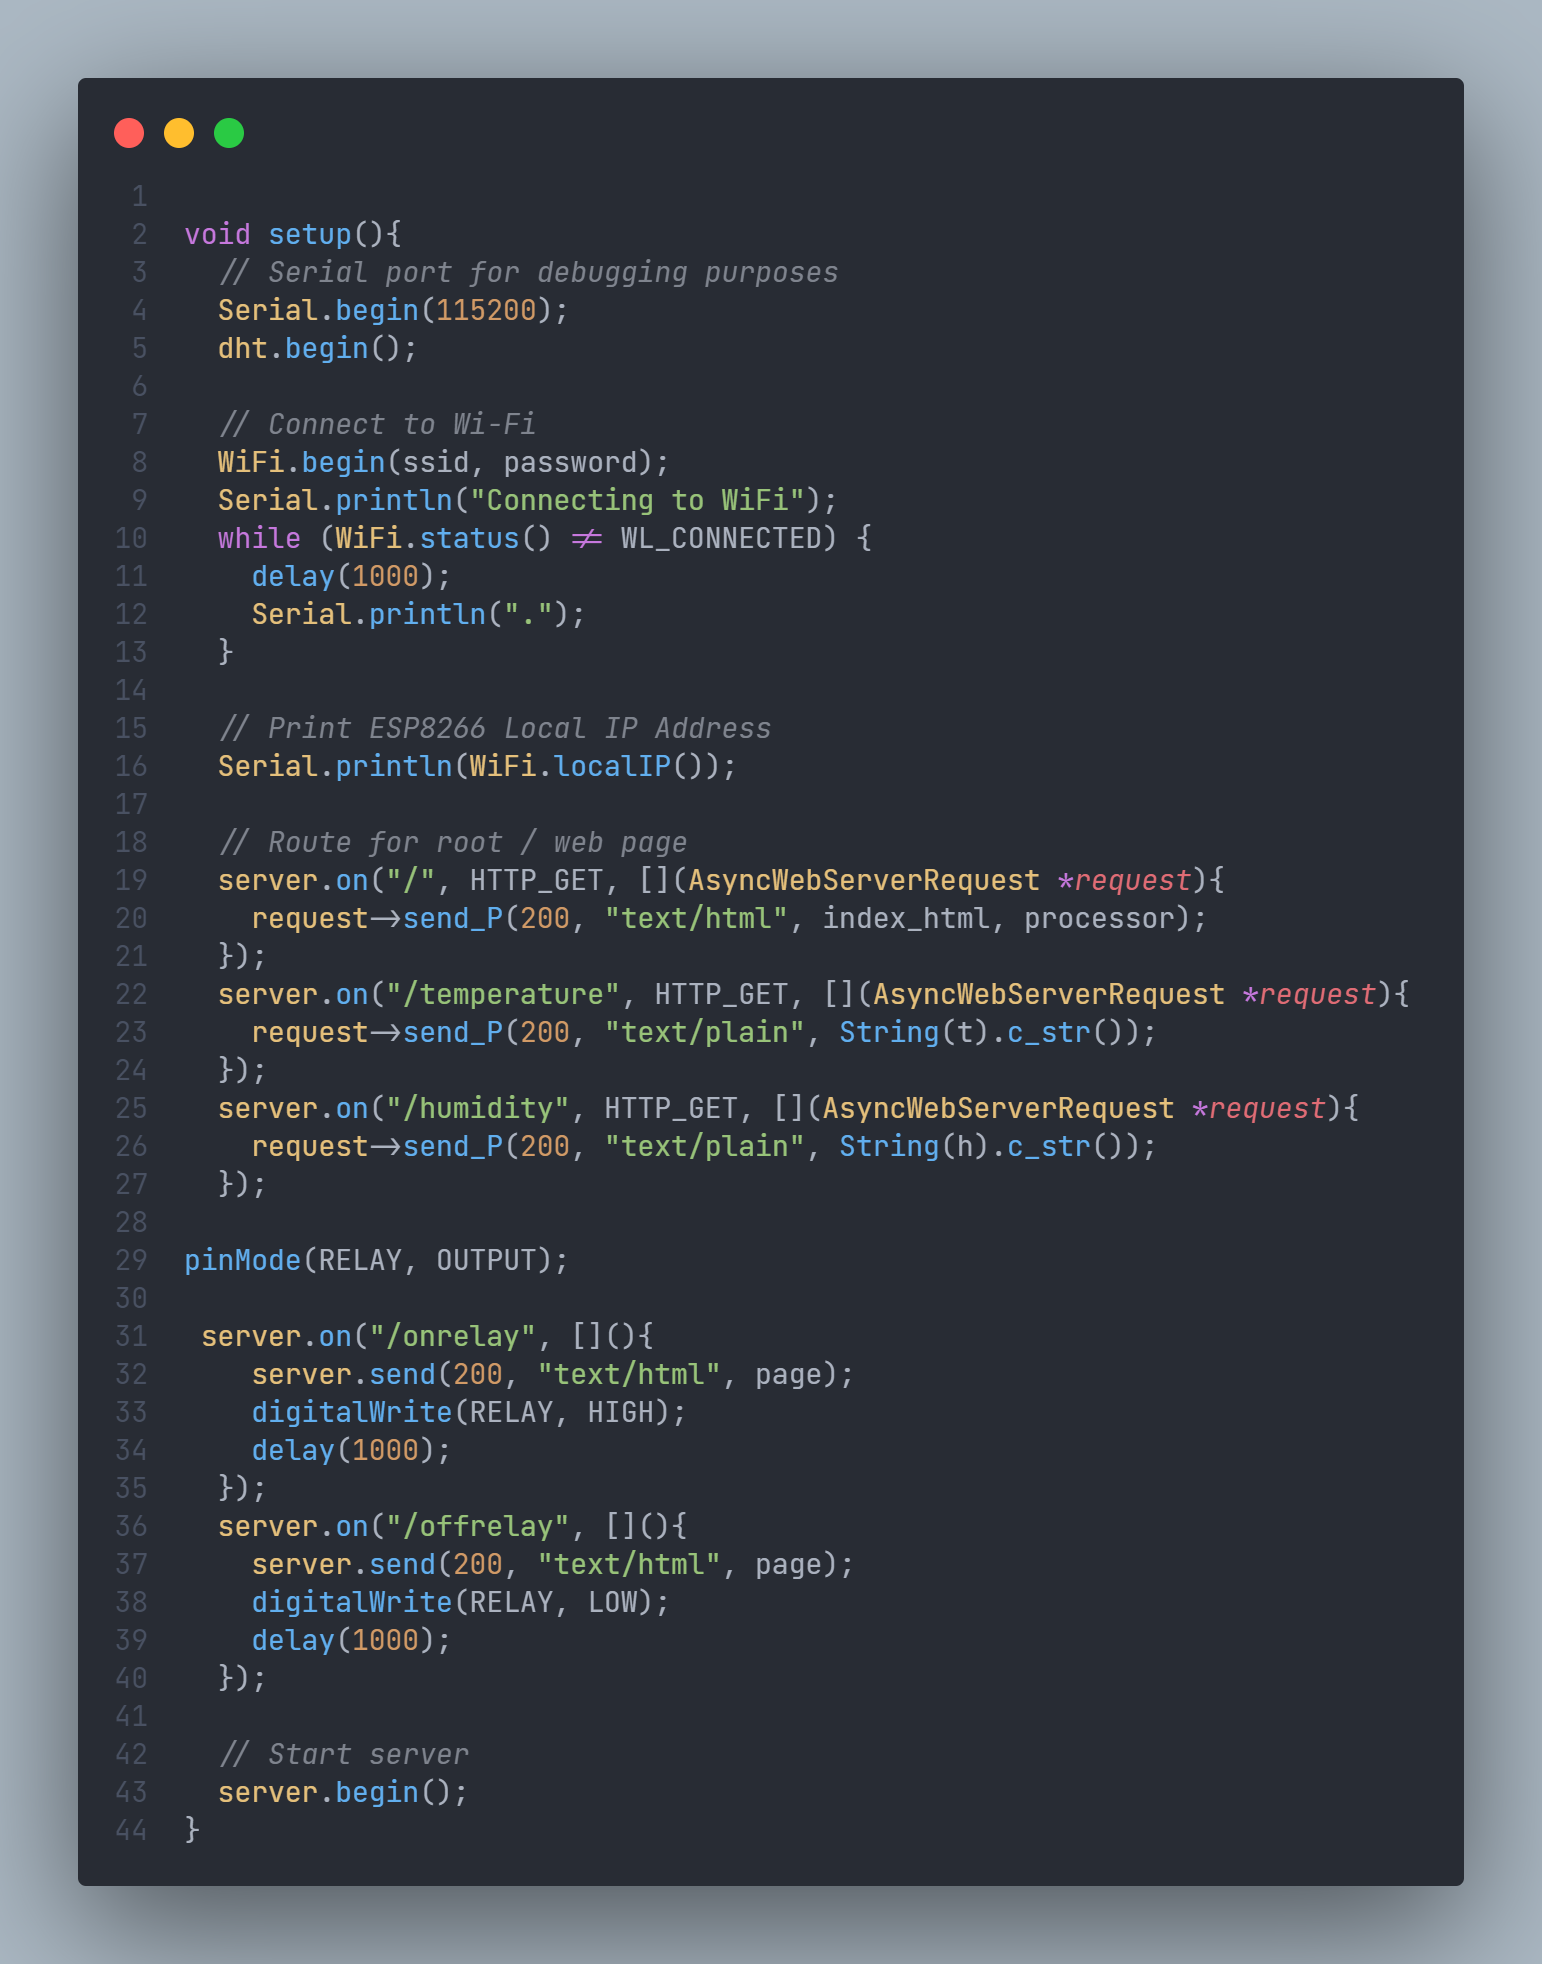 1
2 void setup(){
3   // Serial port for debugging purposes
4   Serial.begin(115200);
5   dht.begin();
6
7   // Connect to Wi-Fi
8   WiFi.begin(ssid, password);
9   Serial.println("Connecting to WiFi");
10   while (WiFi.status() != WL_CONNECTED) {
11     delay(1000);
12     Serial.println(".");
13   }
14
15   // Print ESP8266 Local IP Address
16   Serial.println(WiFi.localIP());
17
18   // Route for root / web page
19   server.on("/", HTTP_GET, [](AsyncWebServerRequest *request){
20     request->send_P(200, "text/html", index_html, processor);
21   });
22   server.on("/temperature", HTTP_GET, [](AsyncWebServerRequest *request){
23     request->send_P(200, "text/plain", String(t).c_str());
24   });
25   server.on("/humidity", HTTP_GET, [](AsyncWebServerRequest *request){
26     request->send_P(200, "text/plain", String(h).c_str());
27   });
28
29 pinMode(RELAY, OUTPUT);
30
31  server.on("/onrelay", [](){
32     server.send(200, "text/html", page);
33     digitalWrite(RELAY, HIGH);
34     delay(1000);
35   });
36   server.on("/offrelay", [](){
37     server.send(200, "text/html", page);
38     digitalWrite(RELAY, LOW);
39     delay(1000);
40   });
41
42   // Start server
43   server.begin();
44 }